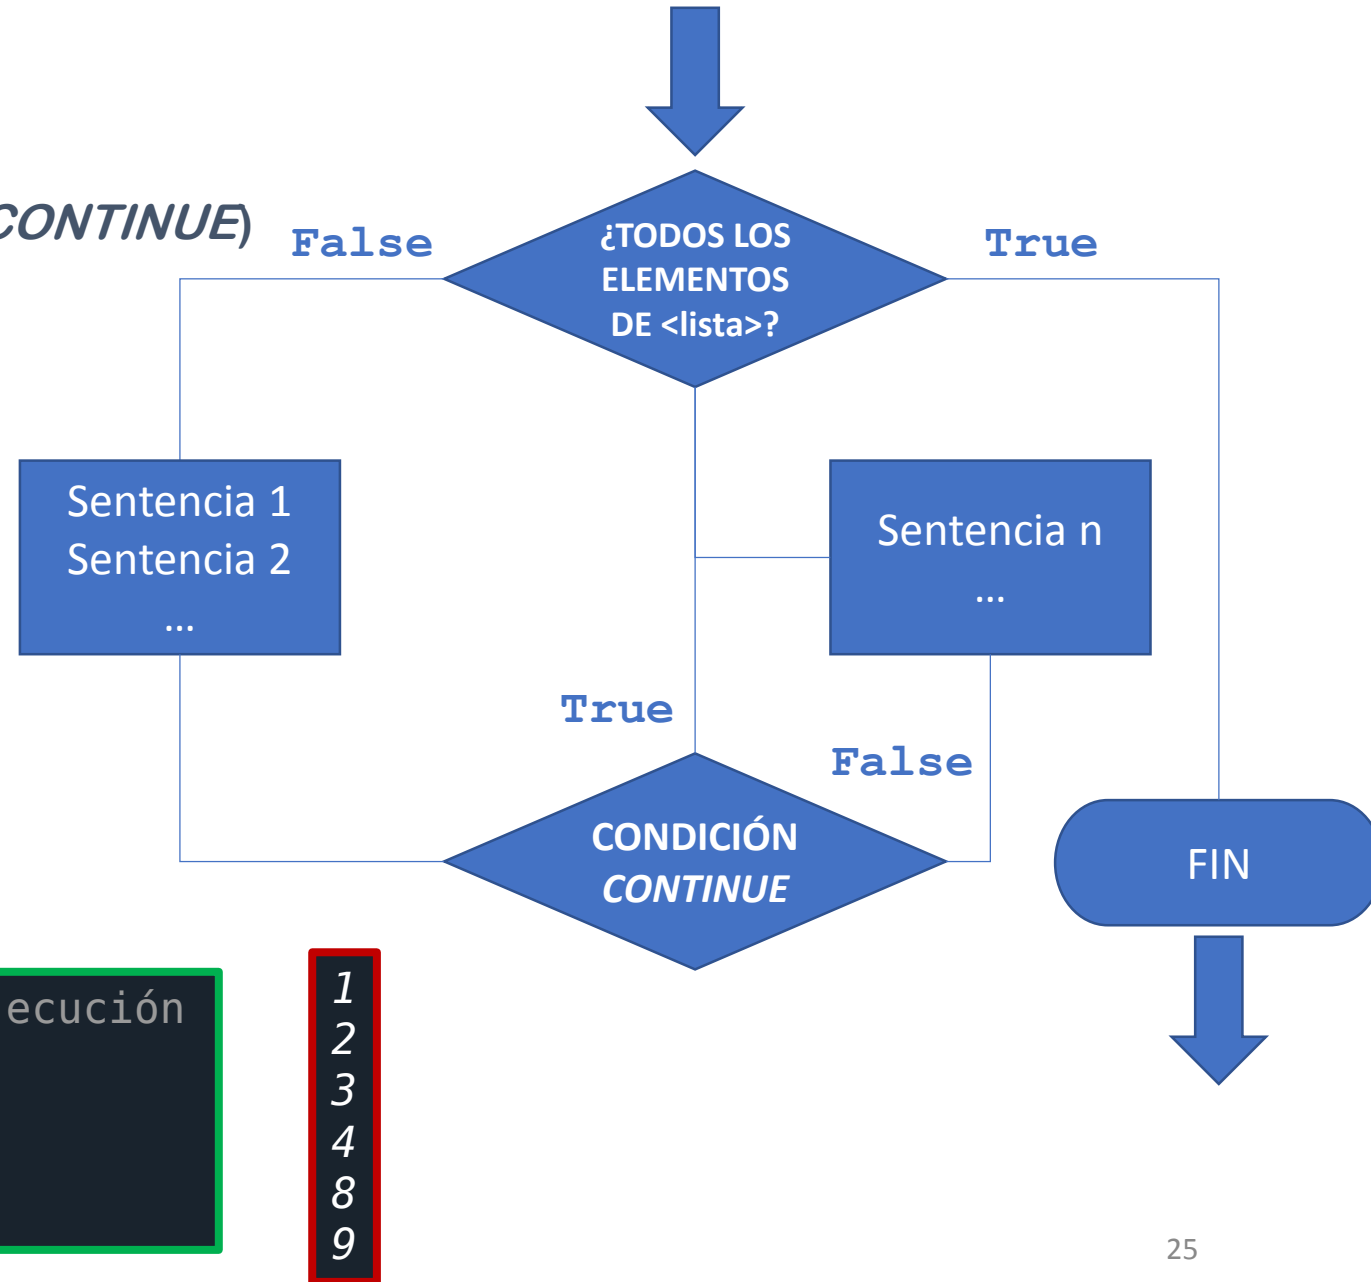 CONTINUE)
False
¿TODOS LOS
ELEMENTOS
DE <lista>?
True
Sentencia 1
Sentencia 2
...
Sentencia n
...
True
False
CONDICIÓN
CONTINUE
FIN
ecución
1
2
3
4
8
9
25